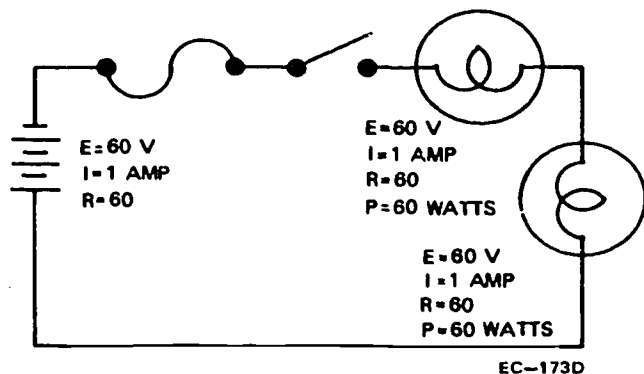 E=60 V
I=1 AMP
R=60
E=60 V
I=1 AMP
R=60
P=60 WATTS
E=60 V
I=1 AMP
R=60
P=60 WATTS
EC-173D